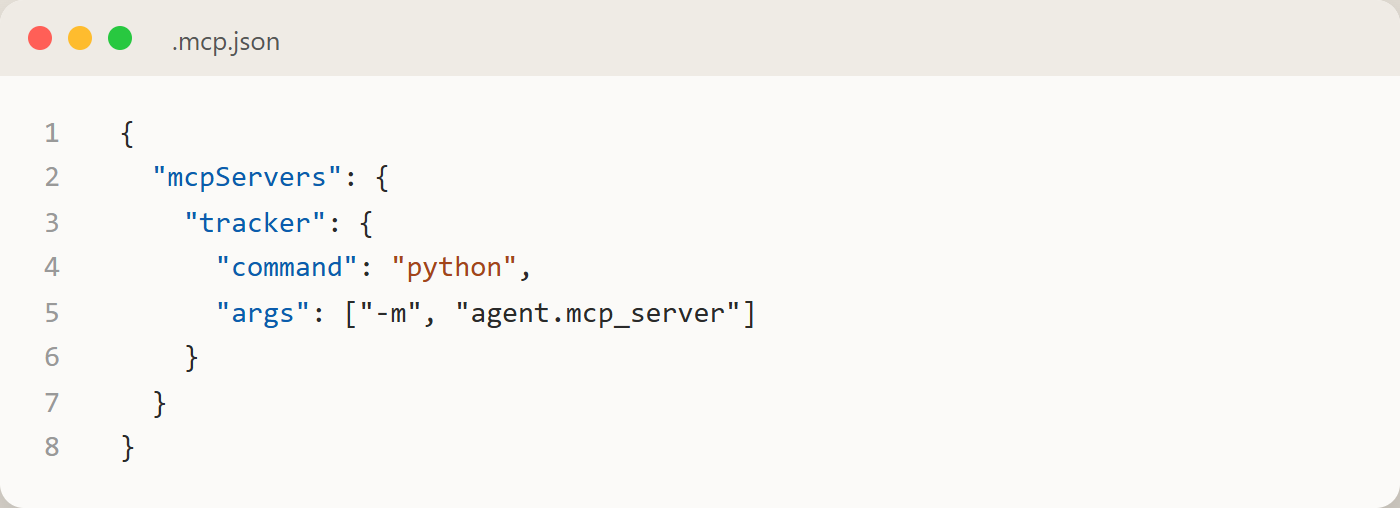 .mcp.json
1 {
2   "mcpServers": {
3     "tracker": {
4       "command": "python",
5       "args": ["-m", "agent.mcp_server"]
6     }
7   }
8 }